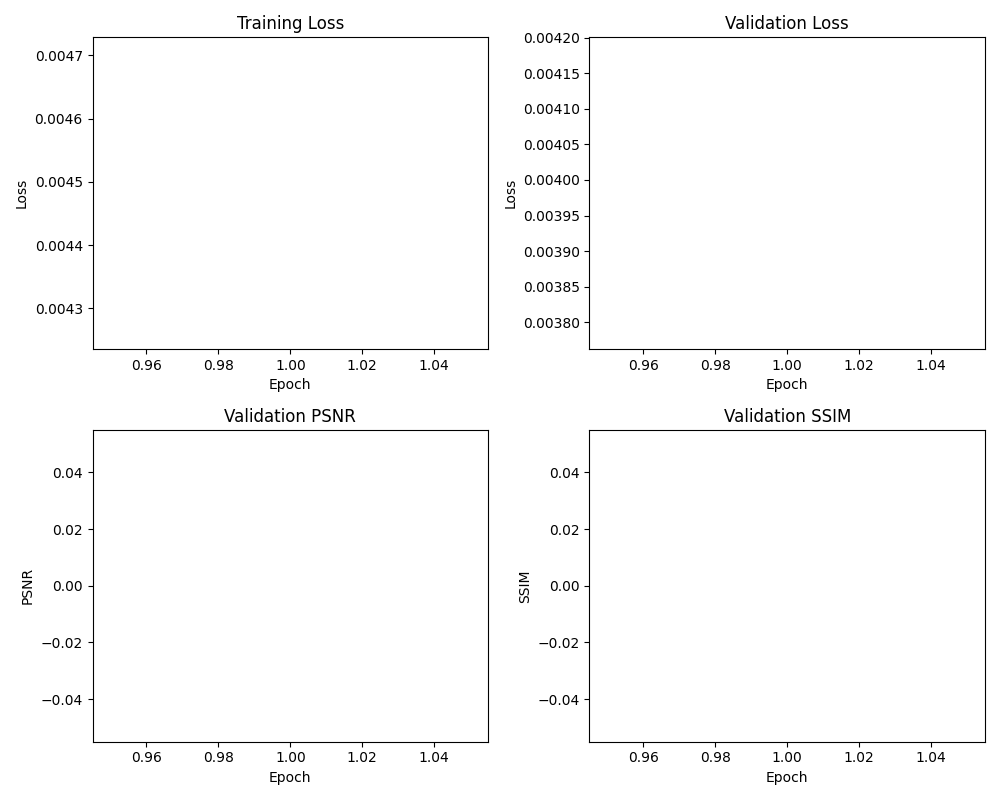 Training Loss
0.0047
0.0046
0.0045
0.0044
0.0043
Loss
0.96 0.98 1.00 1.02 1.04
Epoch
Validation Loss
0.00420
0.00415
0.00410
0.00405
0.00400
0.00395
0.00390
0.00385
0.00380
Loss
0.96 0.98 1.00 1.02 1.04
Epoch
Validation PSNR
0.04
0.02
0.00
−0.02
−0.04
PSNR
0.96 0.98 1.00 1.02 1.04
Epoch
Validation SSIM
0.04
0.02
0.00
−0.02
−0.04
SSIM
0.96 0.98 1.00 1.02 1.04
Epoch